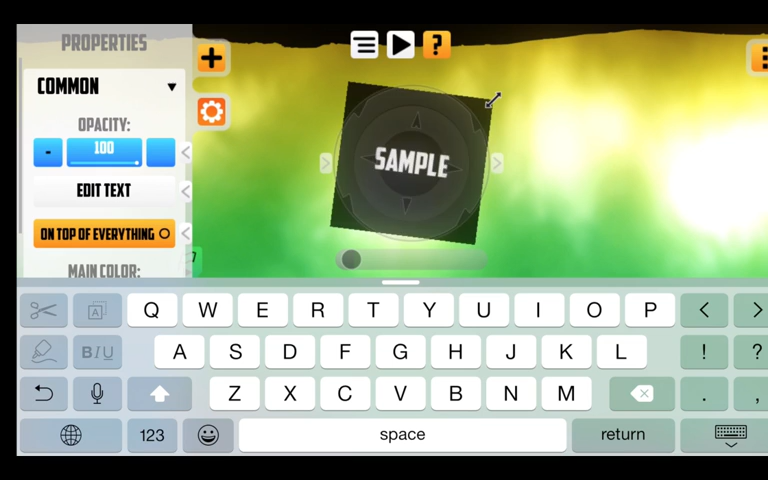 PROPERTIES
COMMON ▼
OPACITY:
- 100
EDIT TEXT
ON TOP OF EVERYTHING
MAIN COLOR:
+
?
SAMPLE
Q W E R T Y U I O P < >
B I U A S D F G H J K L ! ?
Z X C V B N M . ,
123 space return